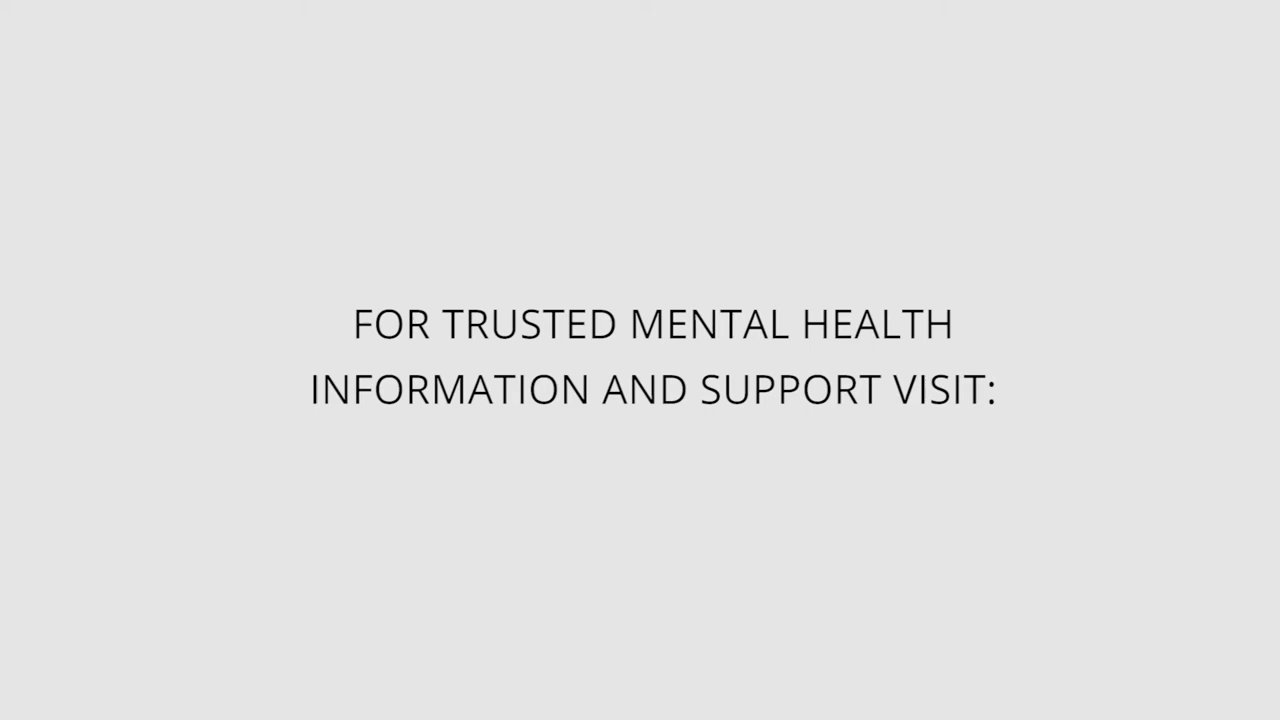 FOR TRUSTED MENTAL HEALTH
INFORMATION AND SUPPORT VISIT: